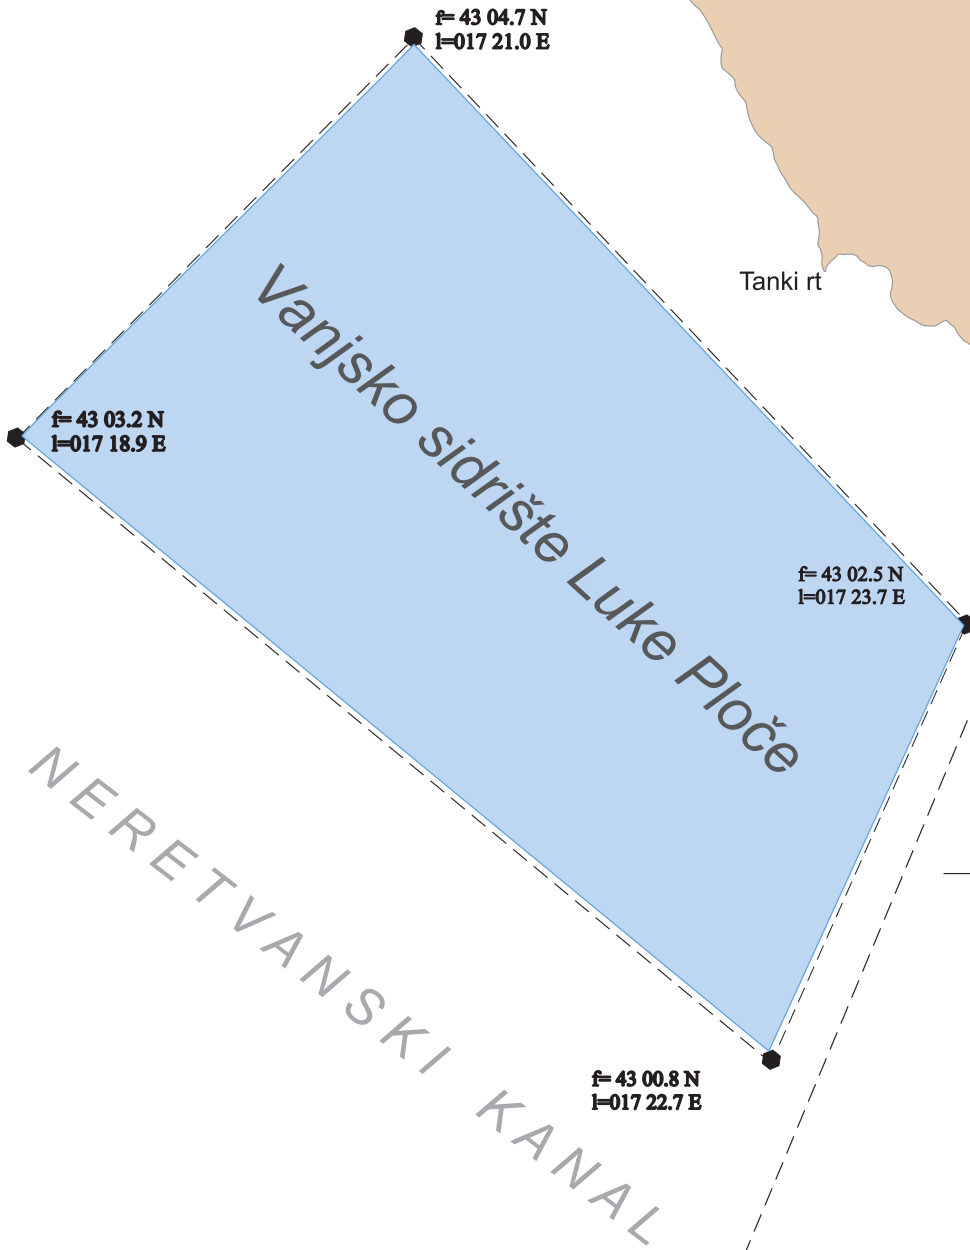 f= 43 04.7 N
l=017 21.0 E
Tanki rt
Vanjsko sidrište Luke Ploče
f= 43 03.2 N
l=017 18.9 E
f= 43 02.5 N
l=017 23.7 E
NERETVANSKI KANAL
f= 43 00.8 N
l=017 22.7 E